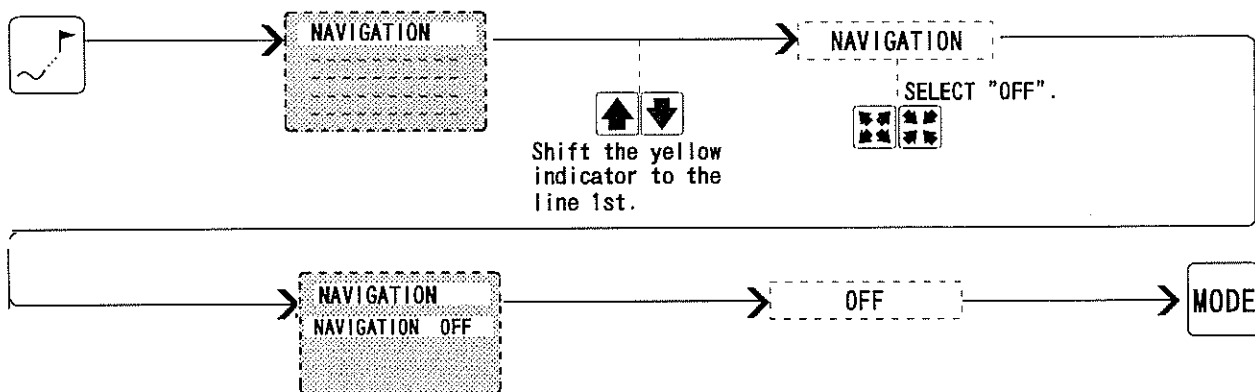 NAVIGATION
NAVIGATION
SELECT "OFF".
Shift the yellow
indicator to the
line 1st.
NAVIGATION
NAVIGATION OFF
OFF
MODE